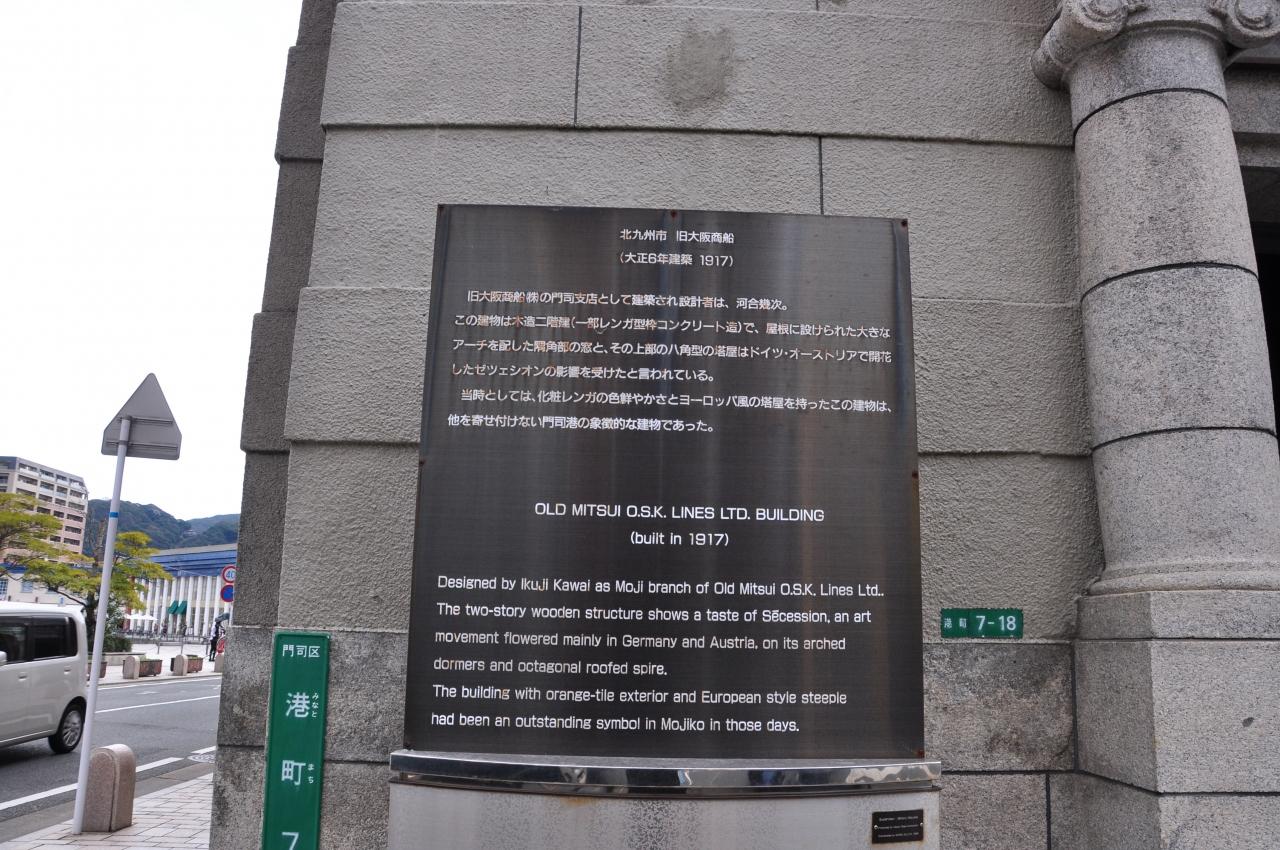 北九州市 旧大阪商船
(大正6年建築 1917)
旧大阪商船㈱の門司支店として建築され設計者は、河合幾次。
この建物は木造二階建(一部レンガ型枠コンクリート造)で、屋根に設けられた大きな
アーチを配した隅角部の窓と、その上部の八角型の塔屋はドイツ・オーストリアで開花
したゼツェシオンの影響を受けたと言われている。
当時としては、化粧レンガの色鮮やかさとヨーロッパ風の塔屋を持ったこの建物は、
他を寄せ付けない門司港の象徴的な建物であった。
OLD MITSUI O.S.K. LINES LTD. BUILDING
(built in 1917)
Designed by Ikuji Kawai as Moji branch of Old Mitsui O.S.K. Lines Ltd..
The two-story wooden structure shows a taste of Sēcession, an art
movement flowered mainly in Germany and Austria, on its arched
dormers and octagonal roofed spire.
The building with orange-tile exterior and European style steeple
had been an outstanding symbol in Mojiko in those days.
港町 7-18
門司区
港 みなと
町 まち
7
40